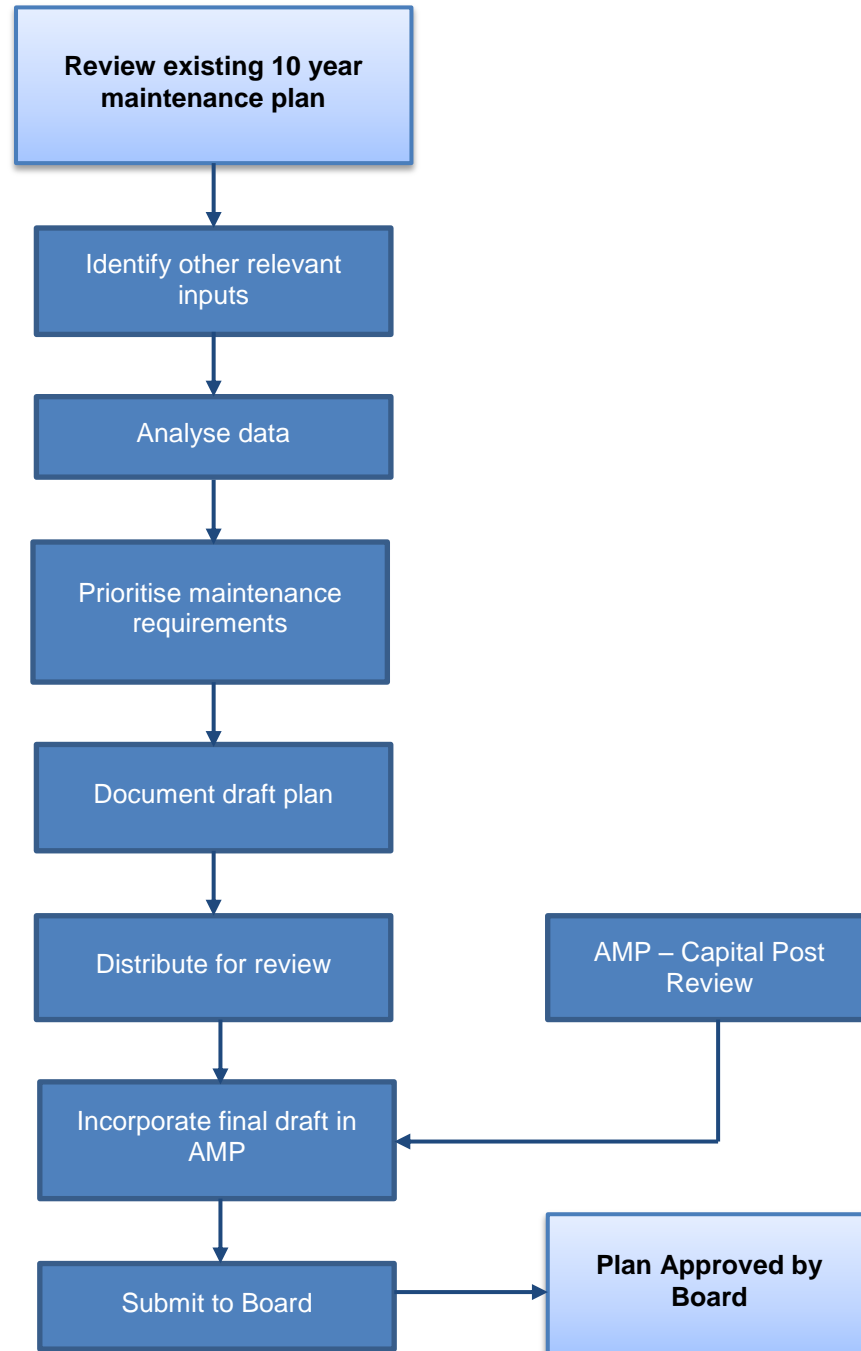 Review existing 10 year
maintenance plan
Identify other relevant
inputs
Analyse data
Prioritise maintenance
requirements
Document draft plan
Distribute for review
AMP – Capital Post
Review
Incorporate final draft in
AMP
Submit to Board
Plan Approved by
Board